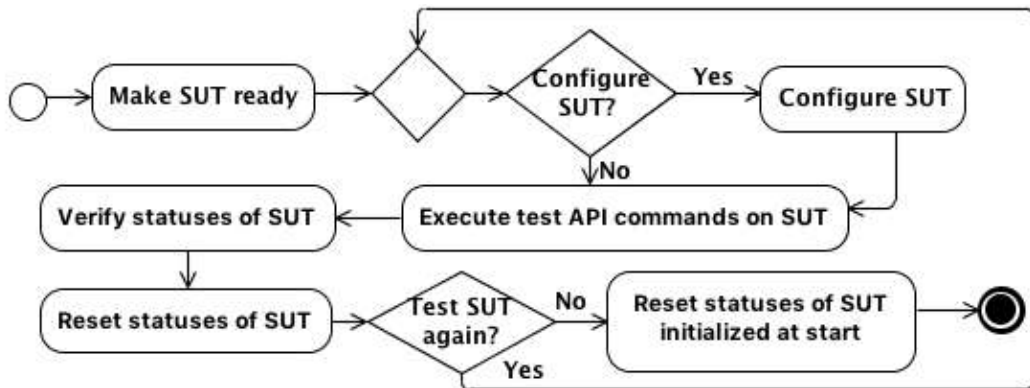 Make SUT ready
Configure
SUT?
Yes
Configure SUT
No
Execute test API commands on SUT
Verify statuses of SUT
Reset statuses of SUT
Test SUT
again?
No
Yes
Reset statuses of SUT
initialized at start